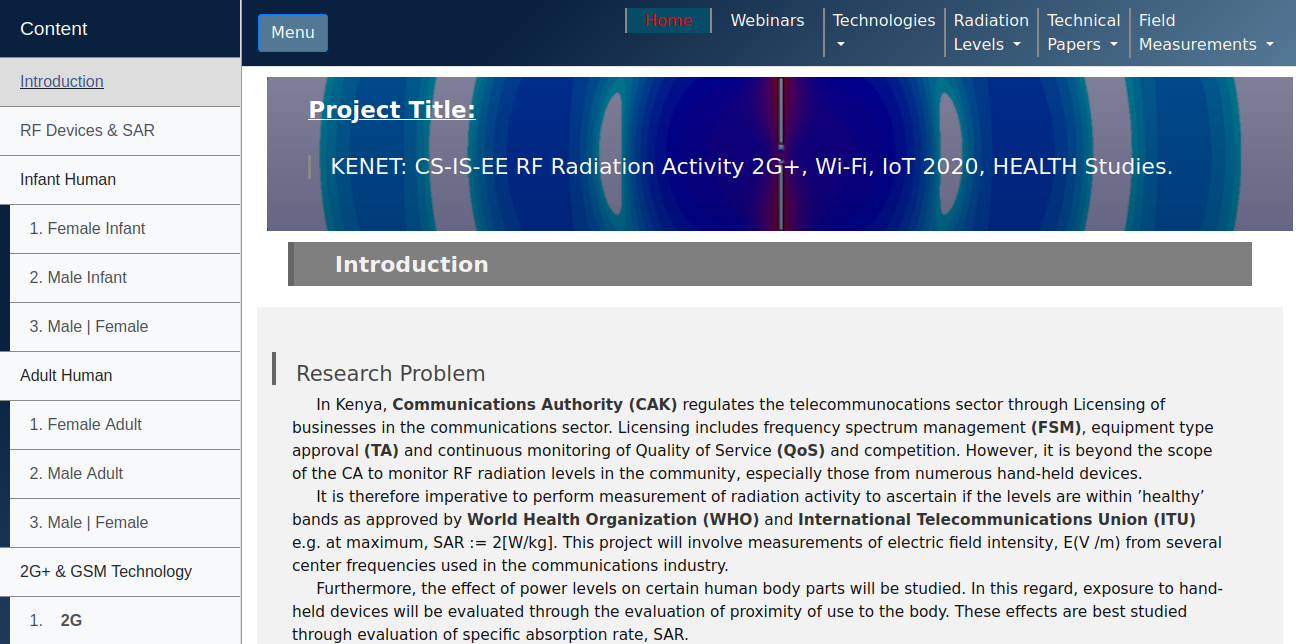 Content
Introduction
RF Devices & SAR
Infant Human
1. Female Infant
2. Male Infant
3. Male | Female
Adult Human
1. Female Adult
2. Male Adult
3. Male | Female
2G+ & GSM Technology
1. 2G
Menu
Home
Webinars
Technologies
Radiation
Levels
Technical
Papers
Field
Measurements
Project Title:
KENET: CS-IS-EE RF Radiation Activity 2G+, Wi-Fi, IoT 2020, HEALTH Studies.
Introduction
Research Problem
In Kenya, Communications Authority (CAK) regulates the telecommunocations sector through Licensing of
businesses in the communications sector. Licensing includes frequency spectrum management (FSM), equipment type
approval (TA) and continuous monitoring of Quality of Service (QoS) and competition. However, it is beyond the scope
of the CA to monitor RF radiation levels in the community, especially those from numerous hand-held devices.
It is therefore imperative to perform measurement of radiation activity to ascertain if the levels are within ’healthy’
bands as approved by World Health Organization (WHO) and International Telecommunications Union (ITU)
e.g. at maximum, SAR := 2[W/kg]. This project will involve measurements of electric field intensity, E(V /m) from several
center frequencies used in the communications industry.
Furthermore, the effect of power levels on certain human body parts will be studied. In this regard, exposure to hand-
held devices will be evaluated through the evaluation of proximity of use to the body. These effects are best studied
through evaluation of specific absorption rate, SAR.